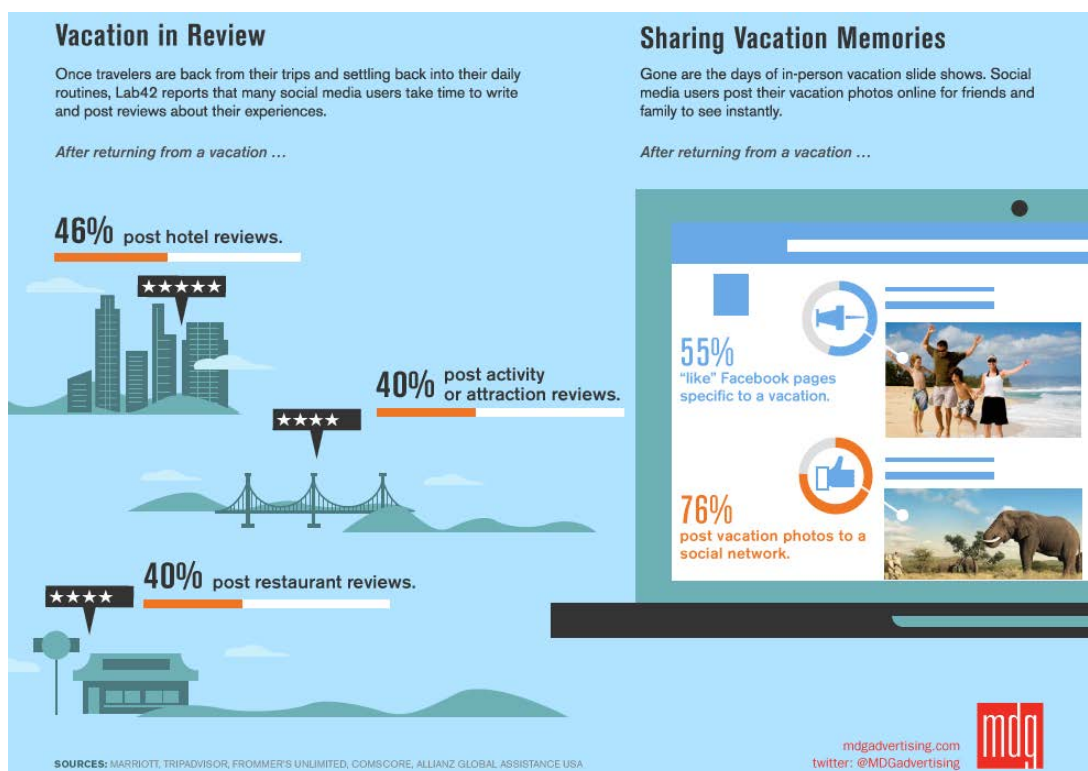 Vacation in Review
Once travelers are back from their trips and settling back into their daily
routines, Lab42 reports that many social media users take time to write
and post reviews about their experiences.
After returning from a vacation ...
46% post hotel reviews.
40% post activity
or attraction reviews.
40% post restaurant reviews.
Sharing Vacation Memories
Gone are the days of in-person vacation slide shows. Social
media users post their vacation photos online for friends and
family to see instantly.
After returning from a vacation ...
55%
"like" Facebook pages
specific to a vacation.
76%
post vacation photos to a
social network.
SOURCES: MARRIOTT, TRIPADVISOR, FROMMER'S UNLIMITED, COMSCORE, ALLIANZ GLOBAL ASSISTANCE USA
mdgadvertising.com
twitter: @MDGadvertising
mdg